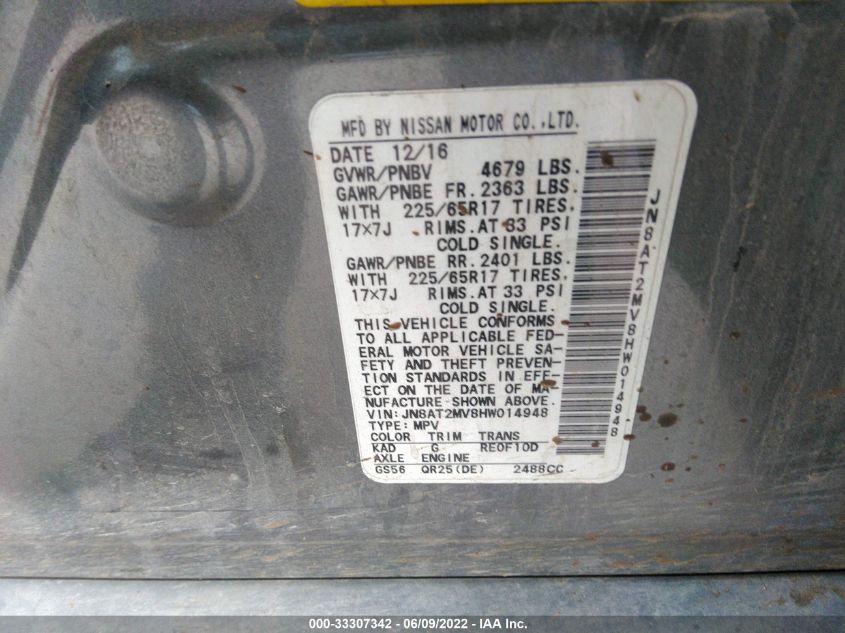 MFD BY NISSAN MOTOR CO.,LTD.
DATE 12/16
GVWR/PNBV 4679 LBS.
GAWR/PNBE FR. 2363 LBS.
WITH 225/65R17 TIRES.
17×7J RIMS.AT 33 PSI
COLD SINGLE.
GAWR/PNBE RR. 2401 LBS.
WITH 225/65R17 TIRES.
17×7J RIMS.AT 33 PSI
COLD SINGLE.
THIS VEHICLE CONFORMS
TO ALL APPLICABLE FED-
ERAL MOTOR VEHICLE SA-
FETY AND THEFT PREVEN-
TION STANDARDS IN EFF-
ECT ON THE DATE OF MA-
NUFACTURE SHOWN ABOVE.
VIN:JN8AT2MV8HW014948
TYPE:MPV
COLOR TRIM TRANS
KAD G RE0F10D
AXLE ENGINE
GS56 QR25(DE) 2488CC
JN8AT2MV8HW014948
000-33307342 - 06/09/2022 - IAA Inc.